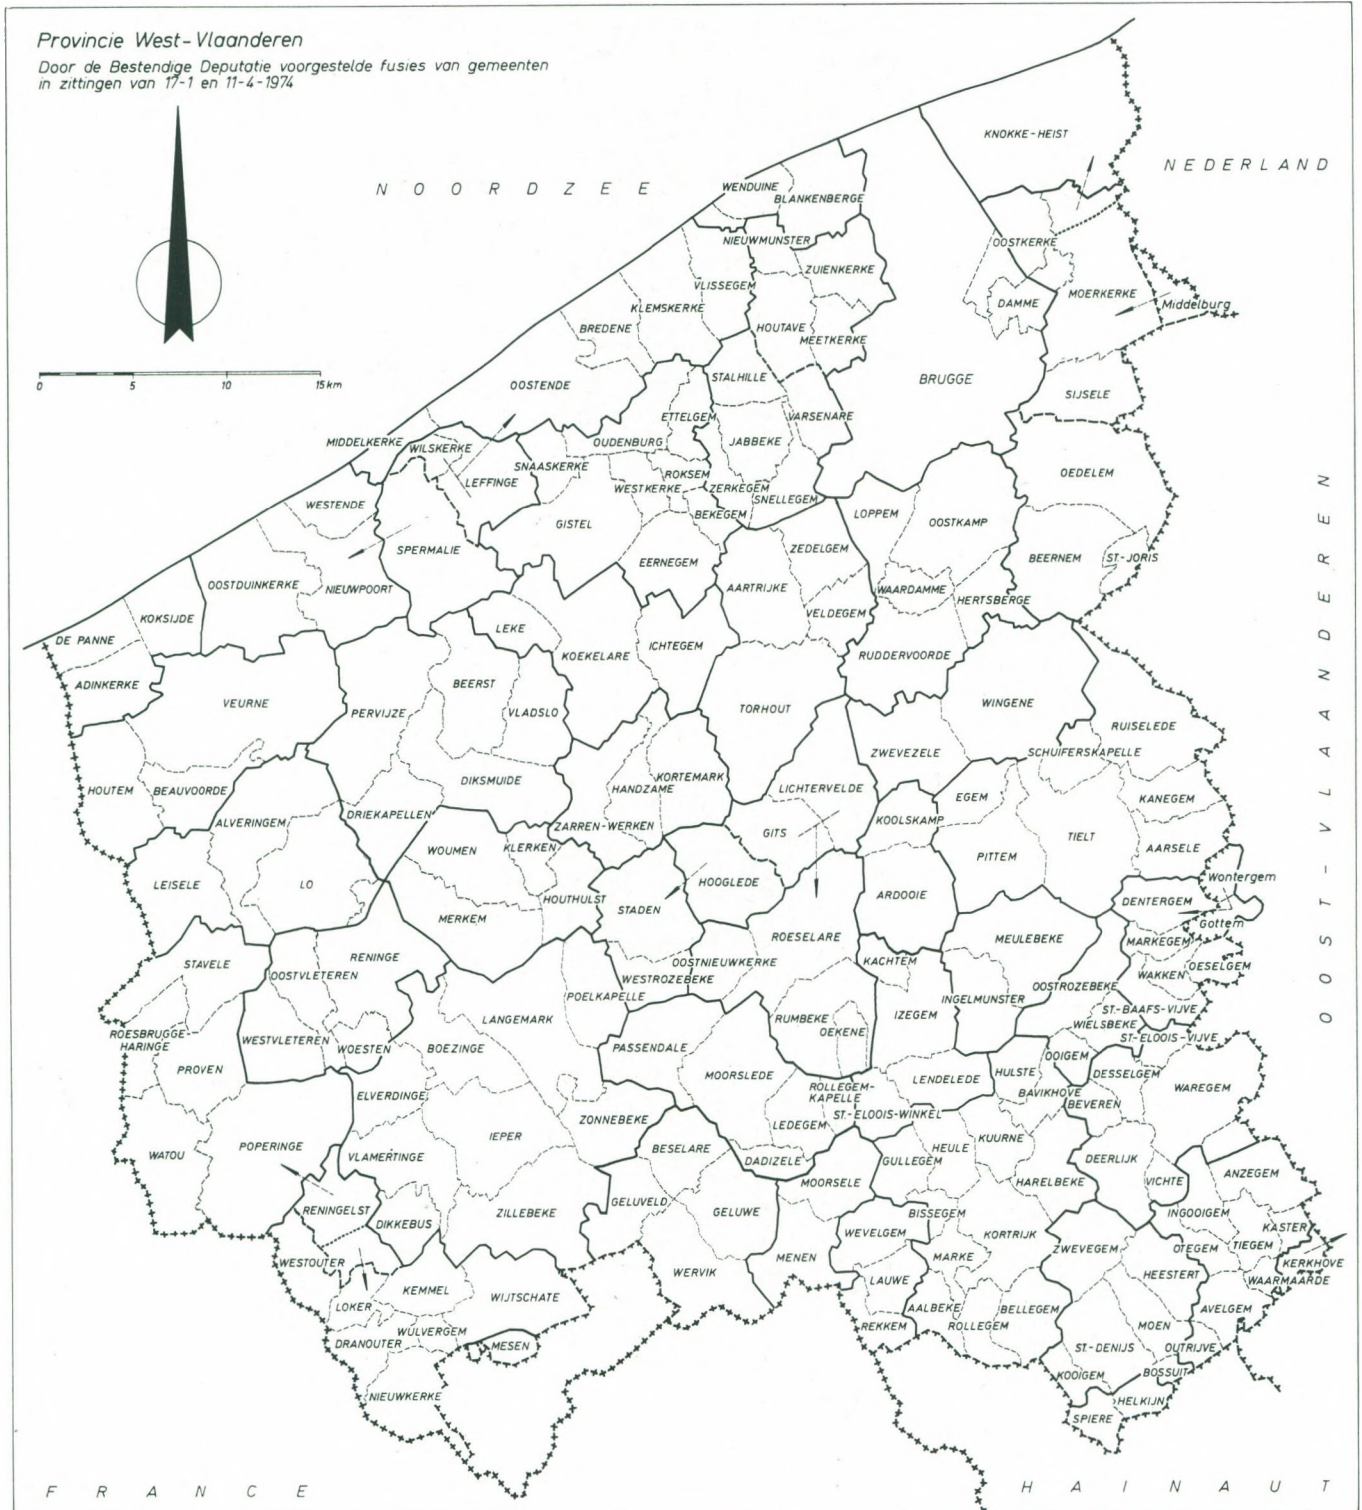 Provincie West-Vlaanderen
Door de Bestendige Deputatie voorgestelde fusies van gemeenten
in zittingen van 17-1 en 11-4-1974
KNOKKE-HEIST
NEDERLAND
NOORDZEE
WENDUINE
BLANKENBERGE
NIEUWMUNSTER
OOSTKERKE
ZUIENKERKE
VLISSEGEM
MOERKERKE
DAMME
Middelburg
KLEMSKERKE
BREDENE
HOUTAVE
MEETKERKE
0 5 10 15 km
OOSTENDE
STALHILLE
BRUGGE
SIJSELE
ETTELGEM
VARSENARE
MIDDELKERKE
WILSKERKE
OUDENBURG
JABBEKE
SNAASKERKE
LEFFINGE
ROKSEM
WESTKERKE
ZERKEGEM
SNELLEGEM
OEDELEM
WESTENDE
BEKEGEM
LOPPEM
OOSTKAMP
GISTEL
SPERMALIE
ZEDELGEM
EERNEGEM
BEERNEM
ST-JORIS
OOSTDUINKERKE
NIEUWPOORT
AARTRIJKE
WAARDAMME
HERTSBERGE
VELDEGEM
KOKSIJDE
DE PANNE
LEKE
KOEKELARE
ICHTEGEM
RUDDERVOORDE
ADINKERKE
BEERST
VEURNE
PERVIJZE
VLADSLO
TORHOUT
WINGENE
RUISELEDE
ZWEVEZELE
SCHUIFERSKAPELLE
DIKSMUIDE
HANDZAME
KORTEMARK
LICHTERVELDE
HOUTEM
BEAUVOORDE
EGEM
KANEGEM
ALVERINGEM
DRIEKAPELLEN
ZARREN-WERKEN
GITS
KOOLSKAMP
TIELT
WOUMEN
KLERKEN
PITTEM
AARSELE
LEISELE
LO
HOOGLEDE
ARDOOIE
Wontergem
HOUTHULST
STADEN
DENTERGEM
MERKEM
Gottem
ROESELARE
MEULEBEKE
MARKEGEM
STAVELE
RENINGE
OOSTVLETEREN
OOSTNIEUWKERKE
KACHTEM
WAKKEN
OESELGEM
WESTROZEBEKE
OOSTROZEBEKE
POELKAPELLE
INGELMUNSTER
ST.-BAAFS-VIJVE
LANGEMARK
RUMBEKE
OEKENE
IZEGEM
WIELSBEKE
ROESBRUGGE-
HARINGE
WESTVLETEREN
ST-ELOOIS-VIJVE
WOESTEN
BOEZINGE
PASSENDALE
OOIGEM
PROVEN
MOORSLEDE
HULSTE
DESSELGEM
WAREGEM
LENDELEDE
ROLLEGEM-
KAPELLE
ELVERDINGE
BAVIKHOVE
BEVEREN
ST.-ELOOIS-WINKEL
ZONNEBEKE
LEDEGEM
IEPER
KUURNE
POPERINGE
BESELARE
HEULE
WATOU
VLAMERTINGE
DADIZELE
GULLEGEM
DEERLIJK
ANZEGEM
MOORSELE
HARELBEKE
VICHTE
GELUVELD
RENINGELST
DIKKEBUS
ZILLEBEKE
GELUWE
BISSEGEM
INGOOIGEM
WEVELGEM
KORTRIJK
KASTER
ZWEVEGEM
OTEGEM
TIEGEM
WESTOUTER
MENEN
MARKE
KERKHOVE
WERVIK
HEESTERT
LAUWE
WAARMAARDE
KEMMEL
WIJTSCHATE
LOKER
AALBEKE
BELLEGEM
AVELGEM
WULVERGEM
REKKEM
ROLLEGEM
MOEN
DRANOUTER
MESEN
ST.-DENIJS
OUTRIJVE
KOOIGEM
BOSSUIT
NIEUWKERKE
HELKIJN
SPIERE
OOST-VLAANDEREN
FRANCE
HAINAUT